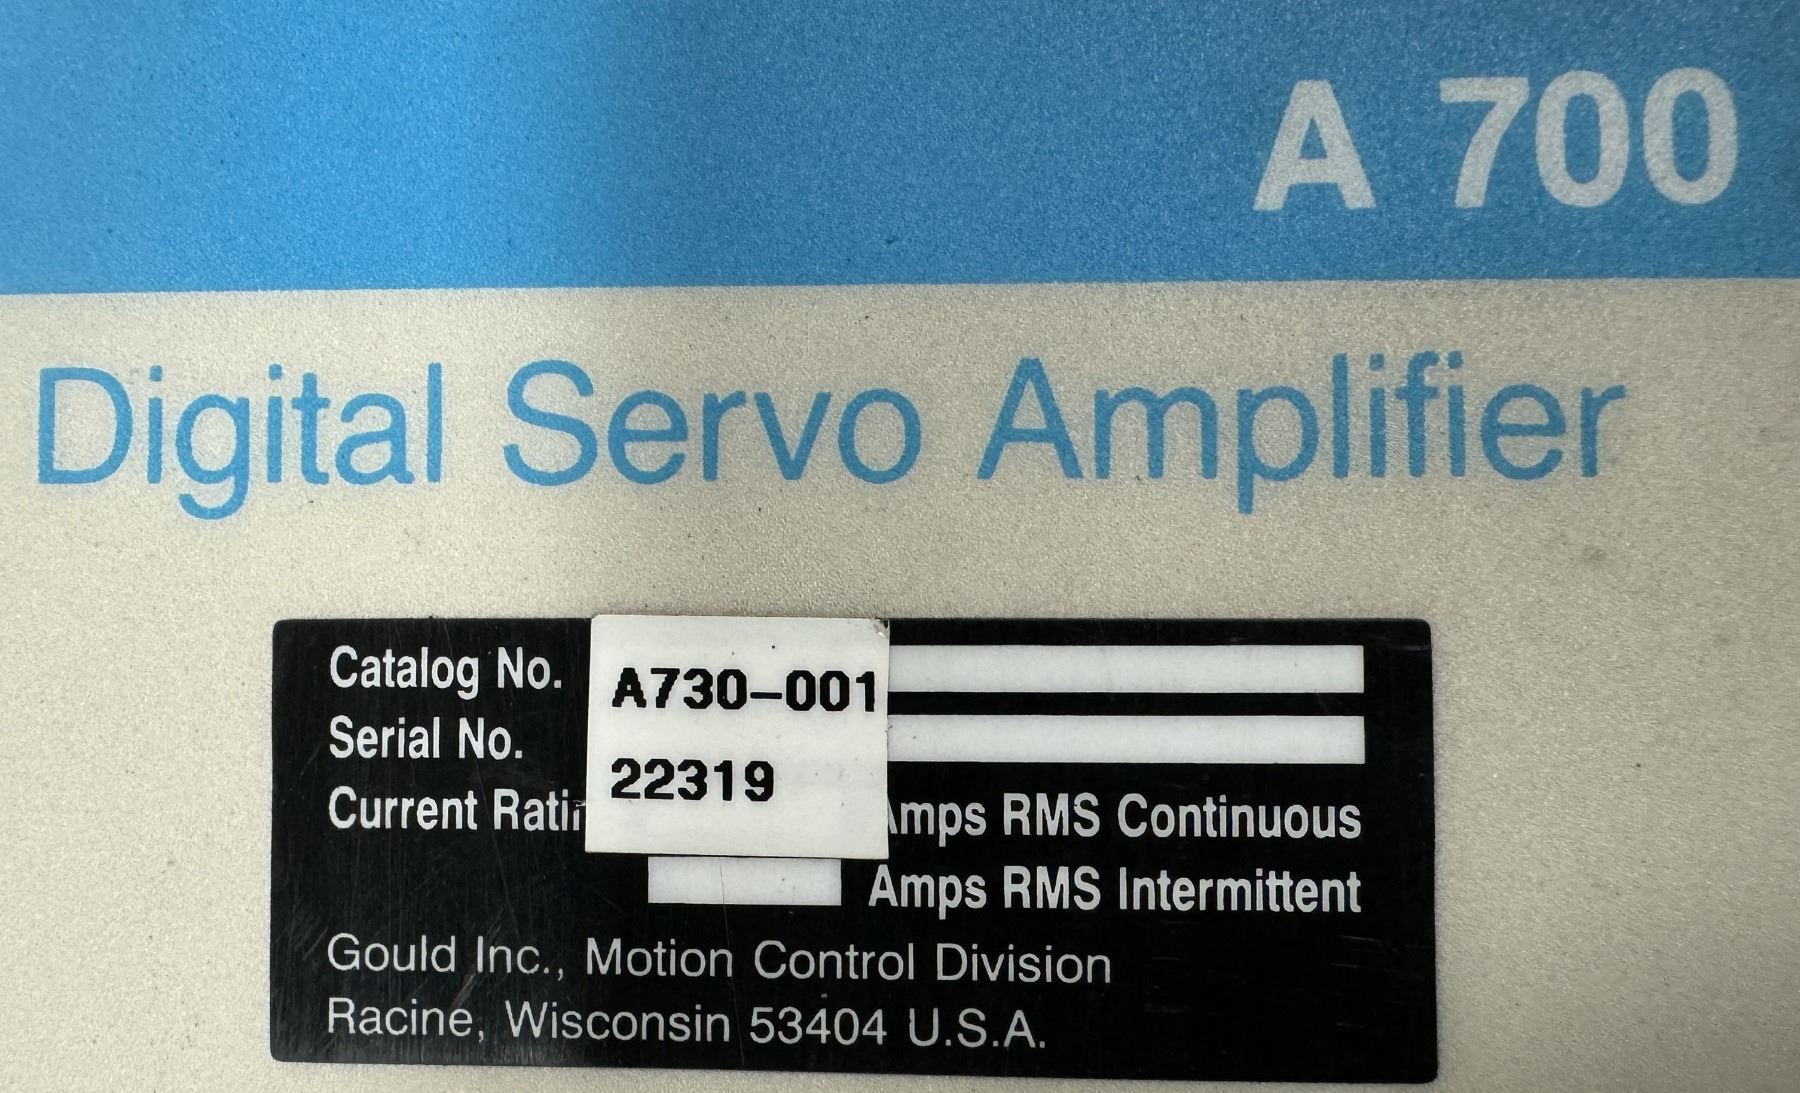 A 700
Digital Servo Amplifier
Catalog No. A730-001
Serial No. 22319
Current Amps RMS Continuous
Amps RMS Intermittent
Gould Inc., Motion Control Division
Racine, Wisconsin 53404 U.S.A.